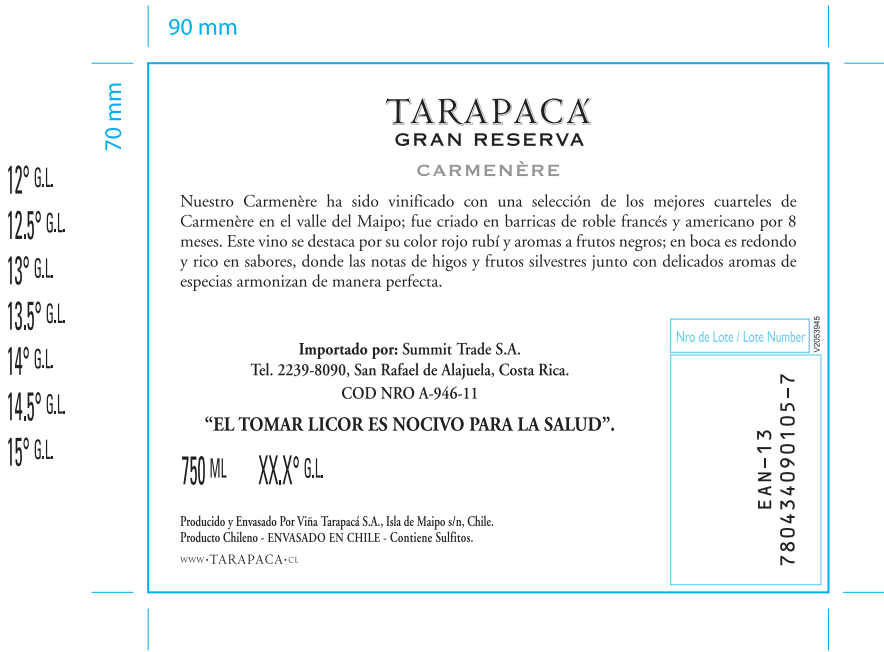 90 mm
70 mm
12° G.L.
12.5° G.L.
13° G.L.
13.5° G.L.
14° G.L.
14.5° G.L.
15° G.L.
TARAPACÁ
GRAN RESERVA
CARMENÈRE
Nuestro Carmenère ha sido vinificado con una selección de los mejores cuarteles de
Carmenère en el valle del Maipo; fue criado en barricas de roble francés y americano por 8
meses. Este vino se destaca por su color rojo rubí y aromas a frutos negros; en boca es redondo
y rico en sabores, donde las notas de higos y frutos silvestres junto con delicados aromas de
especias armonizan de manera perfecta.
Importado por: Summit Trade S.A.
Tel. 2239-8090, San Rafael de Alajuela, Costa Rica.
COD NRO A-946-11
“EL TOMAR LICOR ES NOCIVO PARA LA SALUD”.
750 ML XX.X° G.L.
Producido y Envasado Por Viña Tarapacá S.A., Isla de Maipo s/n, Chile.
Producto Chileno - ENVASADO EN CHILE - Contiene Sulfitos.
WWW·TARAPACA·CL
Nro de Lote / Lote Number
V2053945
EAN-13
7804340901057-7